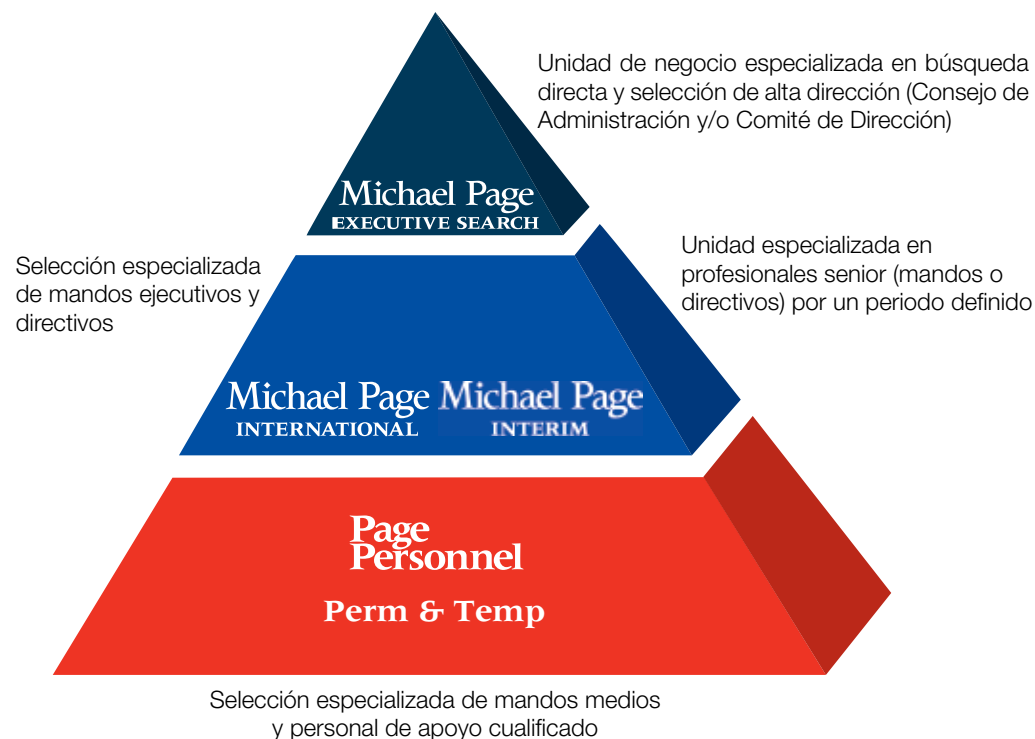 Unidad de negocio especializada en búsqueda
directa y selección de alta dirección (Consejo de
Administración y/o Comité de Dirección)
Michael Page
EXECUTIVE SEARCH
Selección especializada
de mandos ejecutivos y
directivos
Unidad especializada en
profesionales senior (mandos o
directivos) por un periodo definido
Michael Page
INTERNATIONAL
Michael Page
INTERIM
Page
Personnel
Perm & Temp
Selección especializada de mandos medios
y personal de apoyo cualificado